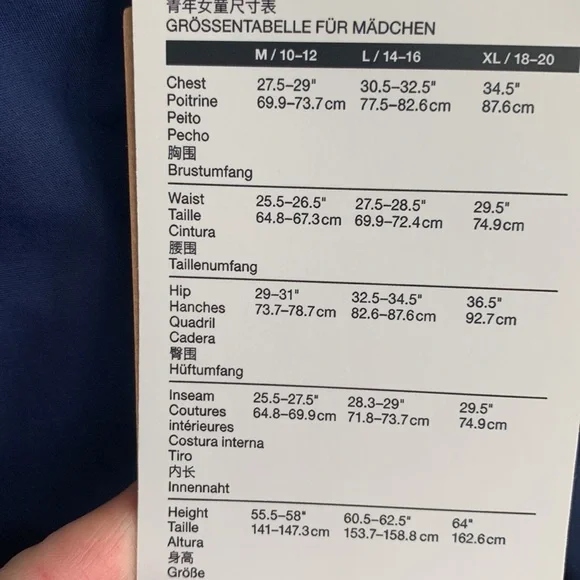 青年女童尺寸表
GRÖSSENTABELLE FÜR MÄDCHEN
M / 10–12 L / 14–16 XL / 18–20
Chest 27.5–29" 30.5–32.5" 34.5"
Poitrine 69.9–73.7cm 77.5–82.6cm 87.6cm
Peito
Pecho
胸围
Brustumfang
Waist 25.5–26.5" 27.5–28.5" 29.5"
Taille 64.8–67.3cm 69.9–72.4cm 74.9cm
Cintura
腰围
Taillenumfang
Hip 29–31" 32.5–34.5" 36.5"
Hanches 73.7–78.7cm 82.6–87.6cm 92.7cm
Quadril
Cadera
臀围
Hüftumfang
Inseam 25.5–27.5" 28.3–29" 29.5"
Coutures 64.8–69.9cm 71.8–73.7cm 74.9cm
intérieures
Costura interna
Tiro
内长
Innennaht
Height 55.5–58" 60.5–62.5" 64"
Taille 141–147.3cm 153.7–158.8 cm 162.6cm
Altura
身高
Größe